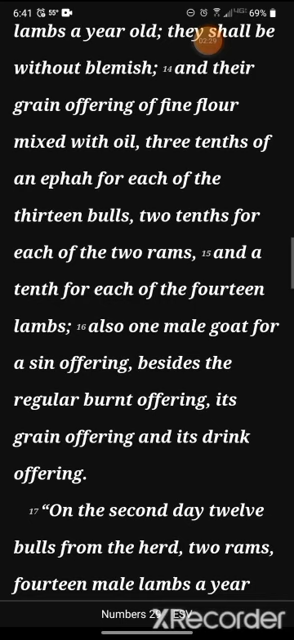 6:41 55° 69%
02:29
lambs a year old; they shall be
without blemish; 14 and their
grain offering of fine flour
mixed with oil, three tenths of
an ephah for each of the
thirteen bulls, two tenths for
each of the two rams, 15 and a
tenth for each of the fourteen
lambs; 16 also one male goat for
a sin offering, besides the
regular burnt offering, its
grain offering and its drink
offering.
17 “On the second day twelve
bulls from the herd, two rams,
fourteen male lambs a year
Numbers 29 ESV
XRecorder